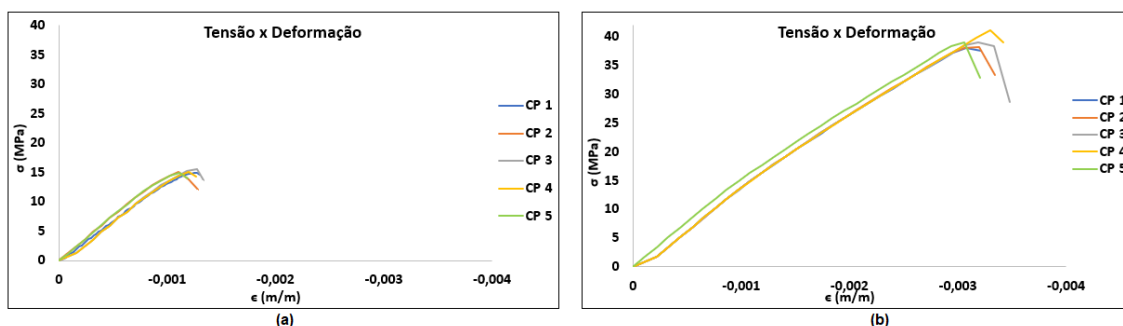 Tensão x Deformação
40
35
30
25
20
15
10
5
0
σ (MPa)
0
-0,001
-0,002
-0,003
-0,004
ϵ (m/m)
CP 1
CP 2
CP 3
CP 4
CP 5
(a)
Tensão x Deformação
40
35
30
25
20
15
10
5
0
σ (MPa)
0
-0,001
-0,002
-0,003
-0,004
ϵ (m/m)
CP 1
CP 2
CP 3
CP 4
CP 5
(b)